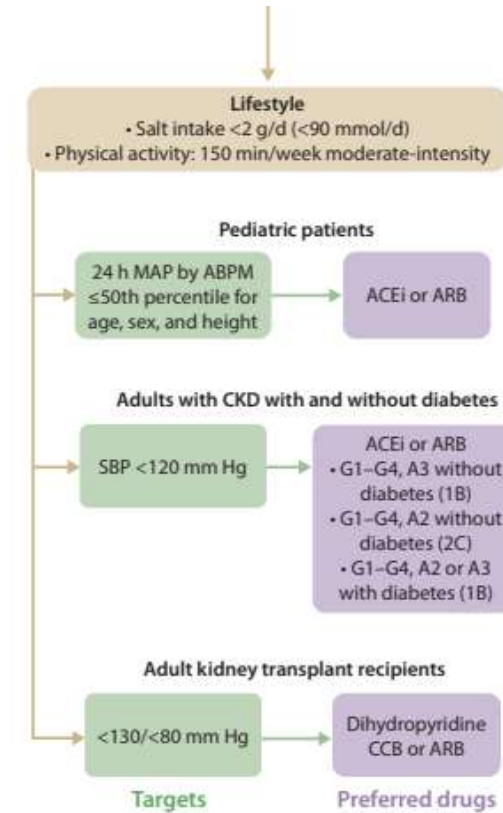 Lifestyle
• Salt intake <2 g/d (<90 mmol/d)
• Physical activity: 150 min/week moderate-intensity
Pediatric patients
24 h MAP by ABPM
≤50th percentile for
age, sex, and height
ACEi or ARB
Adults with CKD with and without diabetes
SBP <120 mm Hg
ACEi or ARB
• G1–G4, A3 without
diabetes (1B)
• G1–G4, A2 without
diabetes (2C)
• G1–G4, A2 or A3
with diabetes (1B)
Adult kidney transplant recipients
<130/<80 mm Hg
Dihydropyridine
CCB or ARB
Targets
Preferred drugs